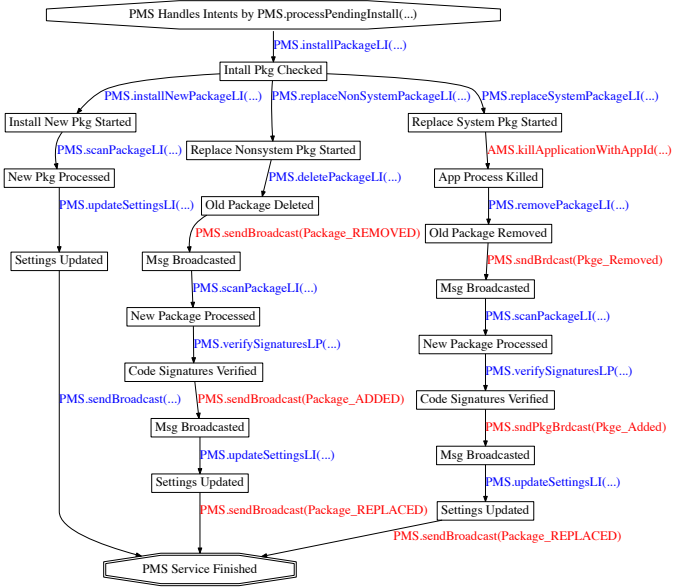 PMS Handles Intents by PMS.processPendingInstall(...)
PMS.installPackageLI(...)
Intall Pkg Checked
PMS.installNewPackageLI(...)
PMS.replaceNonSystemPackageLI(...)
PMS.replaceSystemPackageLI(...)
Install New Pkg Started
Replace System Pkg Started
PMS.scanPackageLI(...)
Replace Nonsystem Pkg Started
AMS.killApplicationWithAppId(...)
New Pkg Processed
PMS.deletePackageLI(...)
App Process Killed
PMS.updateSettingsLI(...)
Old Package Deleted
PMS.removePackageLI(...)
PMS.sendBroadcast(Package_REMOVED)
Old Package Removed
Settings Updated
Msg Broadcasted
PMS.sndBrdcast(Pkge_Removed)
PMS.scanPackageLI(...)
Msg Broadcasted
New Package Processed
PMS.scanPackageLI(...)
PMS.verifySignaturesLP(...)
New Package Processed
Code Signatures Verified
PMS.verifySignaturesLP(...)
PMS.sendBroadcast(...)
PMS.sendBroadcast(Package_ADDED)
Code Signatures Verified
Msg Broadcasted
PMS.sndPkgBrdcast(Pkge_Added)
PMS.updateSettingsLI(...)
Msg Broadcasted
Settings Updated
PMS.updateSettingsLI(...)
PMS.sendBroadcast(Package_REPLACED)
Settings Updated
PMS.sendBroadcast(Package_REPLACED)
PMS Service Finished